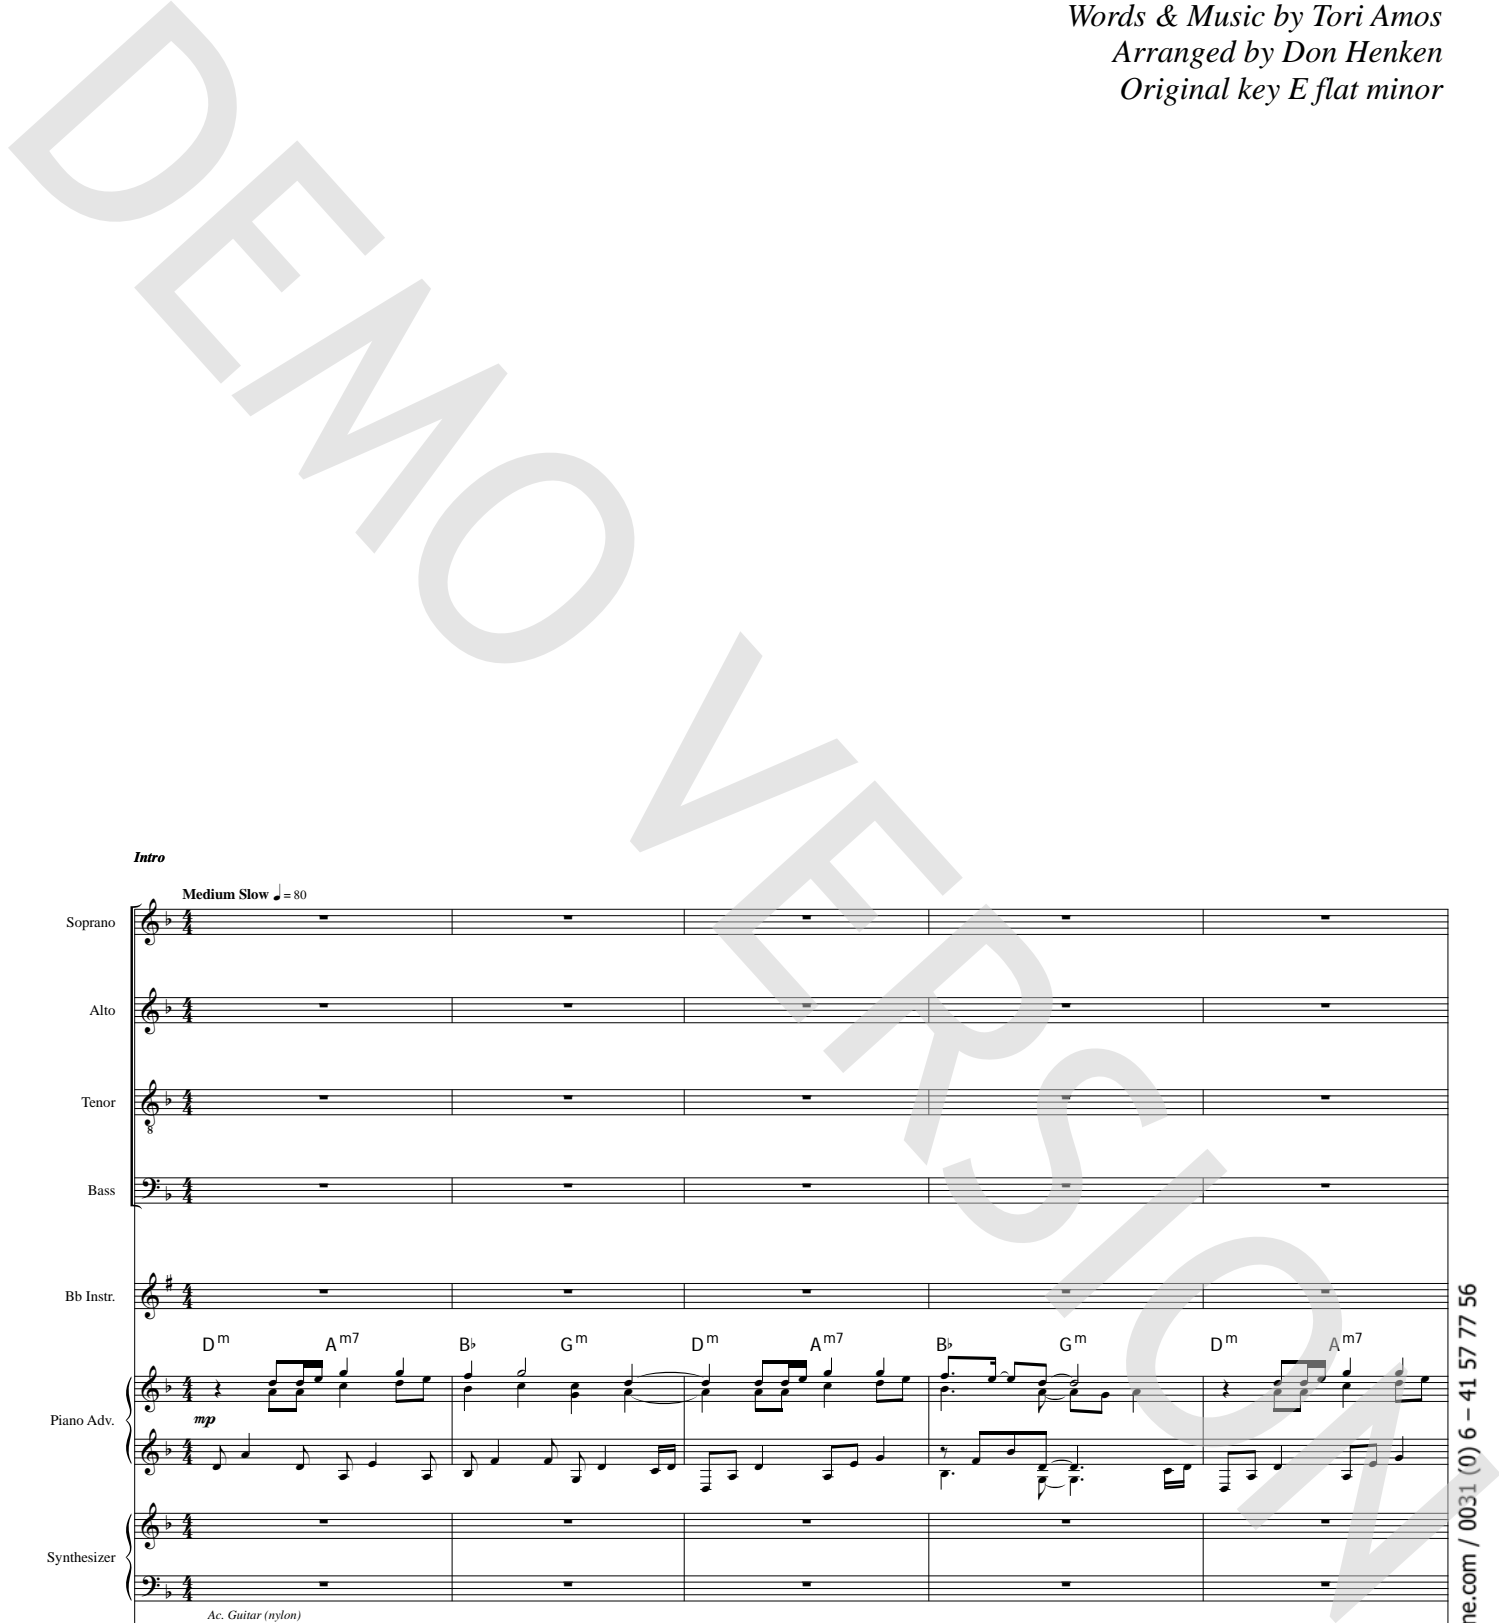 Words & Music by Tori Amos
Arranged by Don Henken
Original key E flat minor
DEMO VERSION
Intro
Medium Slow ♩ = 80
Soprano
Alto
Tenor
8
Bass
Bb Instr.
Dm Am7 B♭ Gm Dm Am7 B♭ Gm Dm Am7
Piano Adv.
mp
Synthesizer
Ac. Guitar (nylon)
ne.com / 0031 (0) 6 – 41 57 77 56